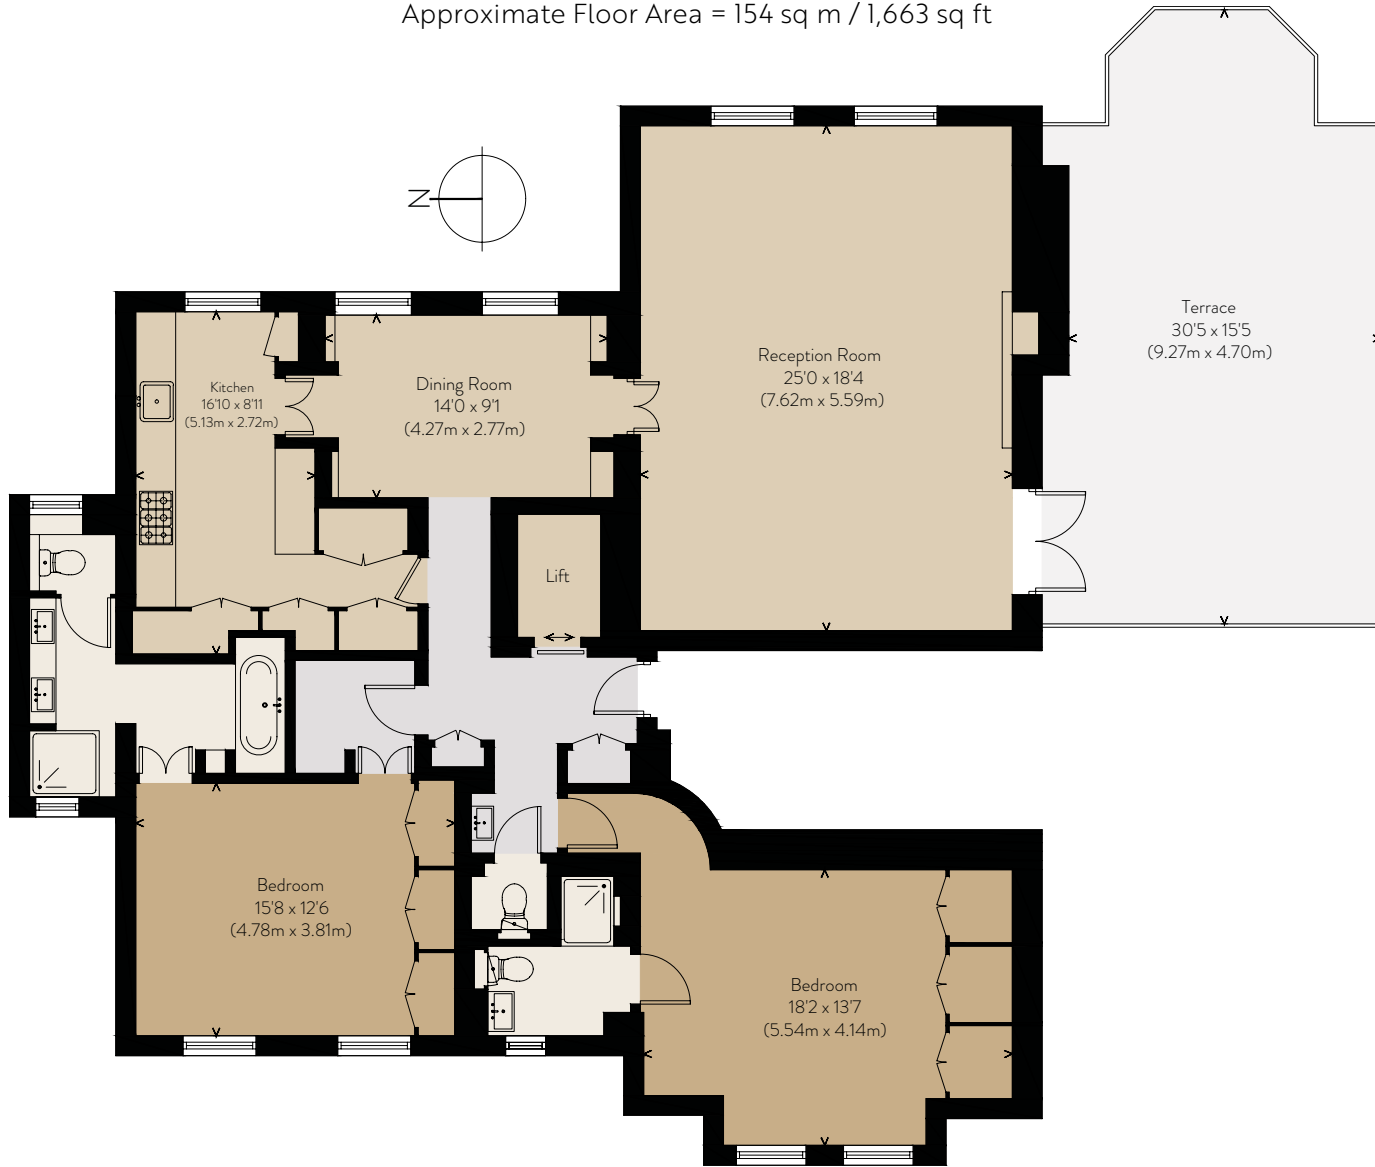 Approximate Floor Area = 154 sq m / 1,663 sq ft
N
Terrace
30'5 x 15'5
(9.27m x 4.70m)
Reception Room
25'0 x 18'4
(7.62m x 5.59m)
Kitchen
16'10 x 8'11
(5.13m x 2.72m)
Dining Room
14'0 x 9'1
(4.27m x 2.77m)
Lift
Bedroom
15'8 x 12'6
(4.78m x 3.81m)
Bedroom
18'2 x 13'7
(5.54m x 4.14m)